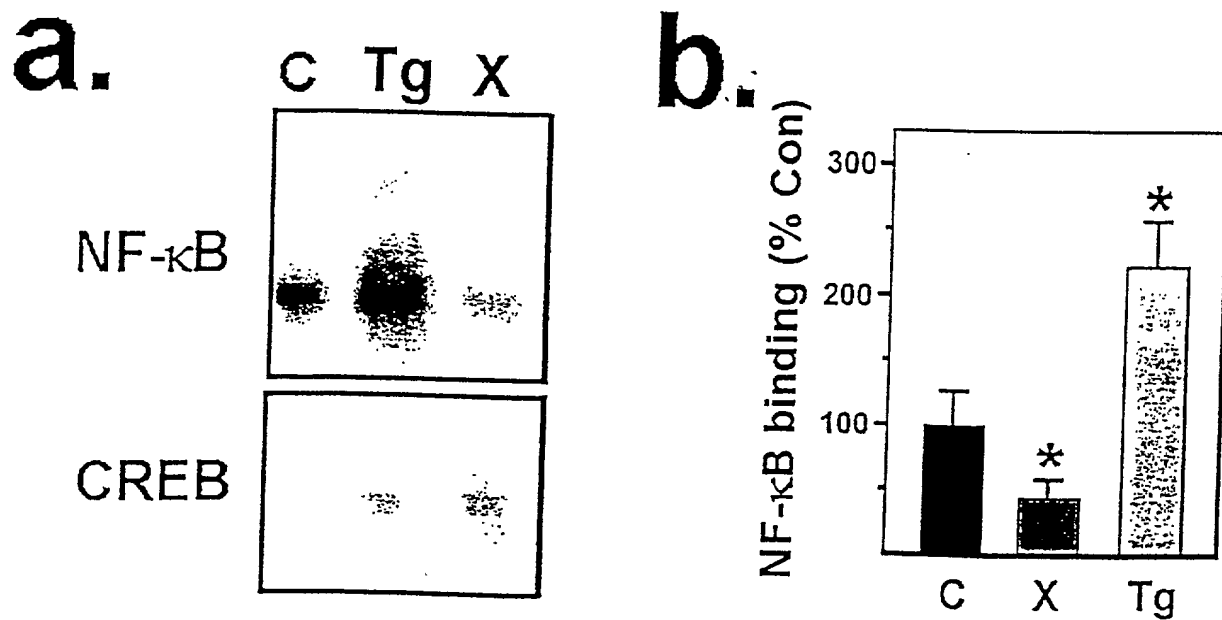 a.
C Tg X
NF-κB
CREB
b.
NF-κB binding (% Con)
300
200
100
*
*
C X Tg